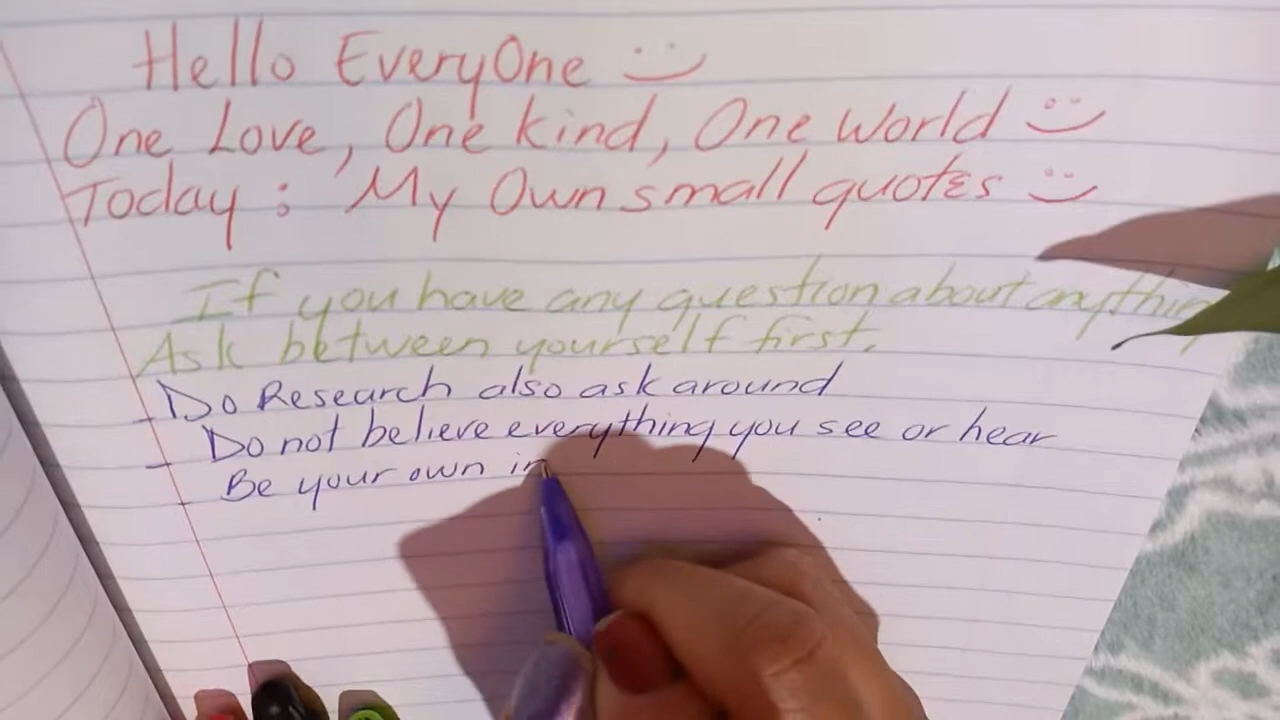 Hello EveryOne :)
One Love, One kind, One World :)
Today : My Own small quotes :)
If you have any question about anythin
Ask between yourself first.
- Do Research also ask around
- Do not believe everything you see or hear
- Be your own in